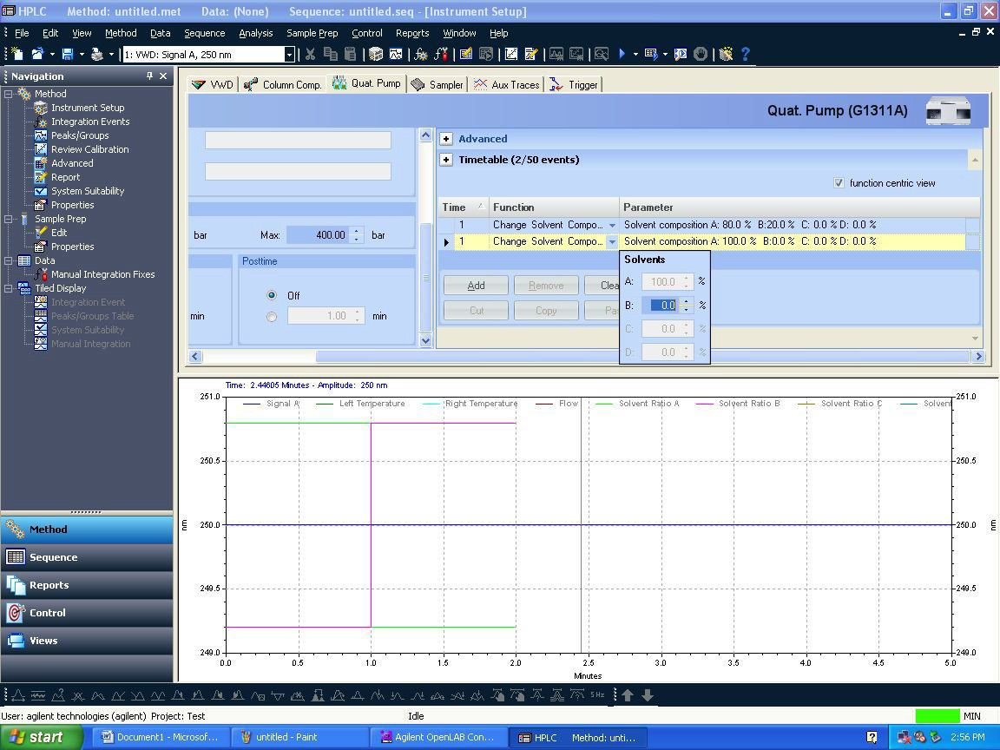 HPLC Method: untitled.met Data: (None) Sequence: untitled.seq - [Instrument Setup]
File Edit View Method Data Sequence Analysis Sample Prep Control Reports Window Help
1: VWD: Signal A, 250 nm
Navigation
Method
Instrument Setup
Integration Events
Peaks/Groups
Review Calibration
Advanced
Report
System Suitability
Properties
Sample Prep
Edit
Properties
Data
Manual Integration Fixes
Tiled Display
Integration Event
Peaks/Groups Table
System Suitability
Manual Integration
Method
Sequence
Reports
Control
Views
VWD Column Comp. Quat. Pump Sampler Aux Traces Trigger
Quat. Pump (G1311A)
bar Max: 400.00 bar
Posttime
Off
min 1.00 min
Advanced
Timetable (2/50 events)
function centric view
Time Function Parameter
1 Change Solvent Compo... Solvent composition A: 80.0 % B:20.0 % C: 0.0 % D: 0.0 %
1 Change Solvent Compo... Solvent composition A: 100.0 % B:0.0 % C: 0.0 % D: 0.0 %
Add Remove Clea
Cut Copy Pas
Solvents
A: 100.0 %
B: 0.0 %
C: 0.0 %
D: 0.0 %
Time: 2.44605 Minutes - Amplitude: 250 nm
Signal A Left Temperature Right Temperature Flow Solvent Ratio A Solvent Ratio B Solvent Ratio C Solvent
251.0 251.0
250.5 250.5
nm 250.0 250.0 nm
249.5 249.5
249.0 249.0
0.0 0.5 1.0 1.5 2.0 2.5 3.0 3.5 4.0 4.5 5.0
Minutes
5Hz
User: agilent technologies (agilent) Project: Test Idle MIN
start Document1 - Microsof... untitled - Paint Agilent OpenLAB Con... HPLC Method: unti... 2:56 PM